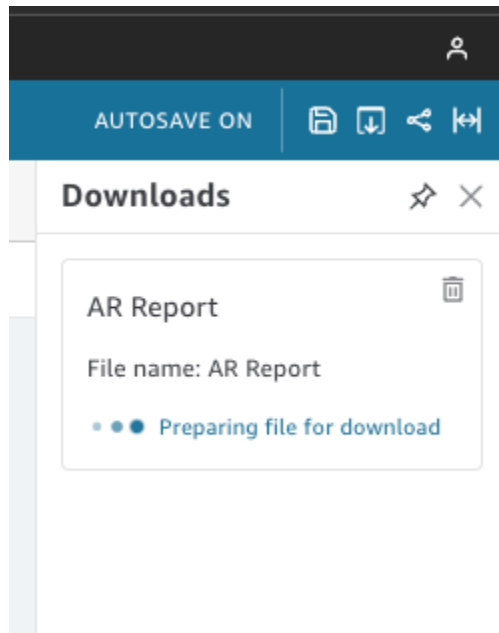 AUTOSAVE ON
Downloads
AR Report
File name: AR Report
Preparing file for download